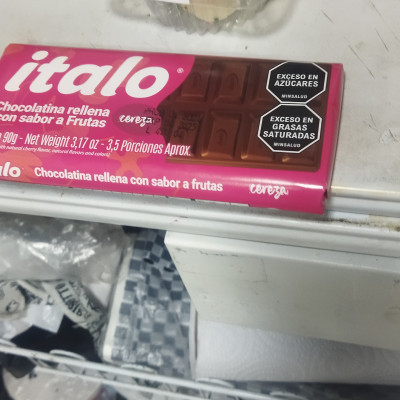 italo®
Chocolatina rellena
con sabor a Frutas
cereza
90g - Net Weight 3,17 oz - 3,5 Porciones Aprox.
EXCESO EN
AZÚCARES
MINSALUD
EXCESO EN
GRASAS
SATURADAS
MINSALUD
alo
Chocolatina rellena con sabor a frutas
cereza